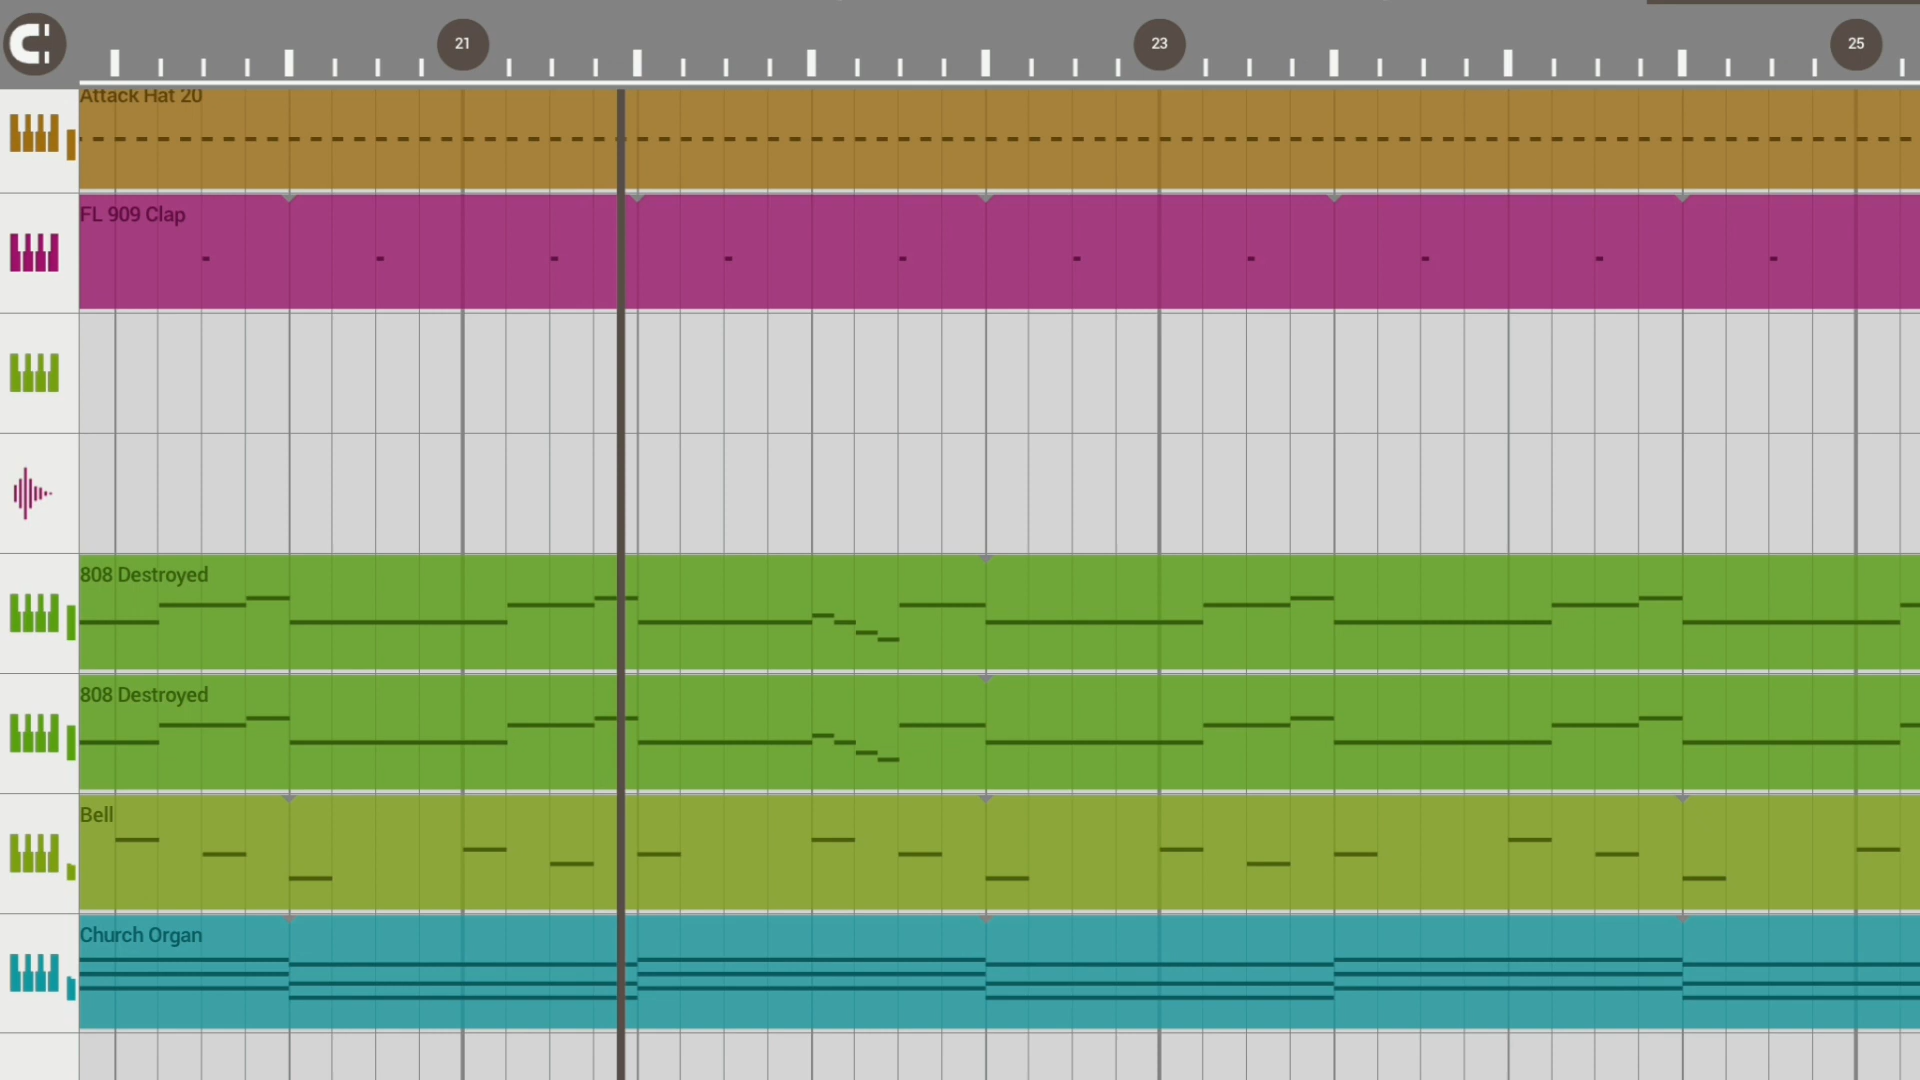 21
23
25
Attack Hat 20
FL 909 Clap
808 Destroyed
808 Destroyed
Bell
Church Organ